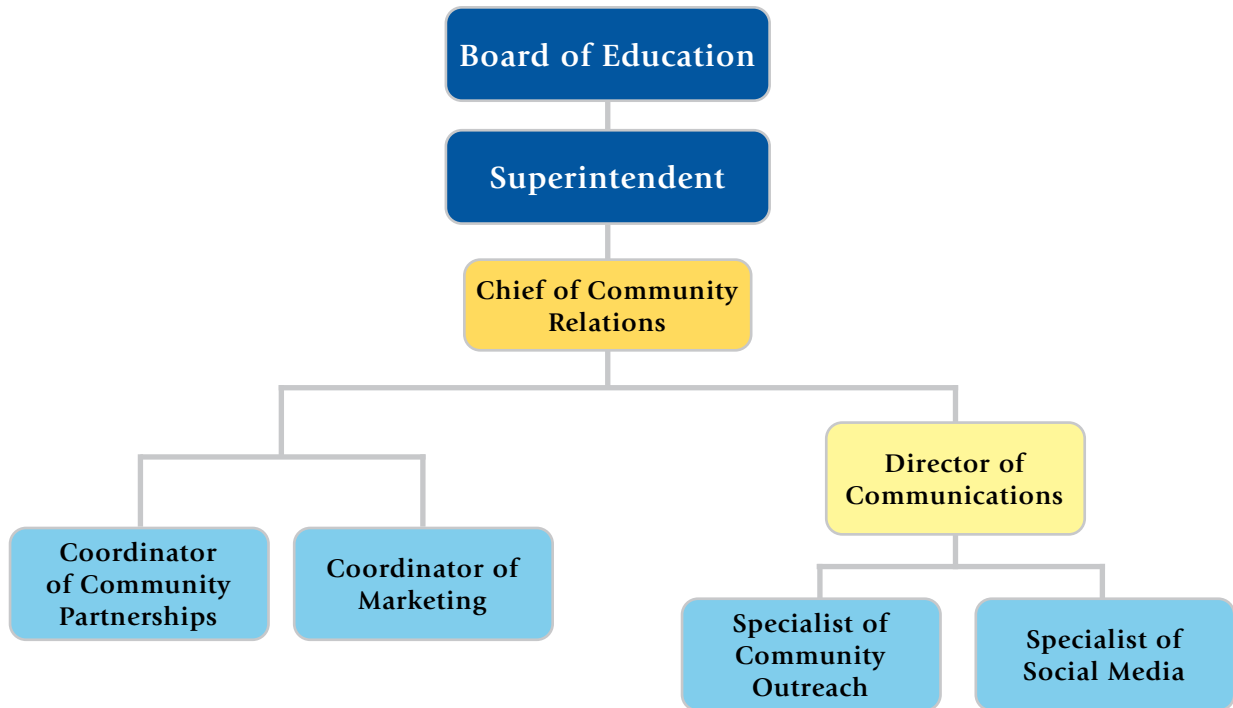 Board of Education
Superintendent
Chief of Community
Relations
Director of
Communications
Coordinator
of Community
Partnerships
Coordinator of
Marketing
Specialist of
Community
Outreach
Specialist of
Social Media